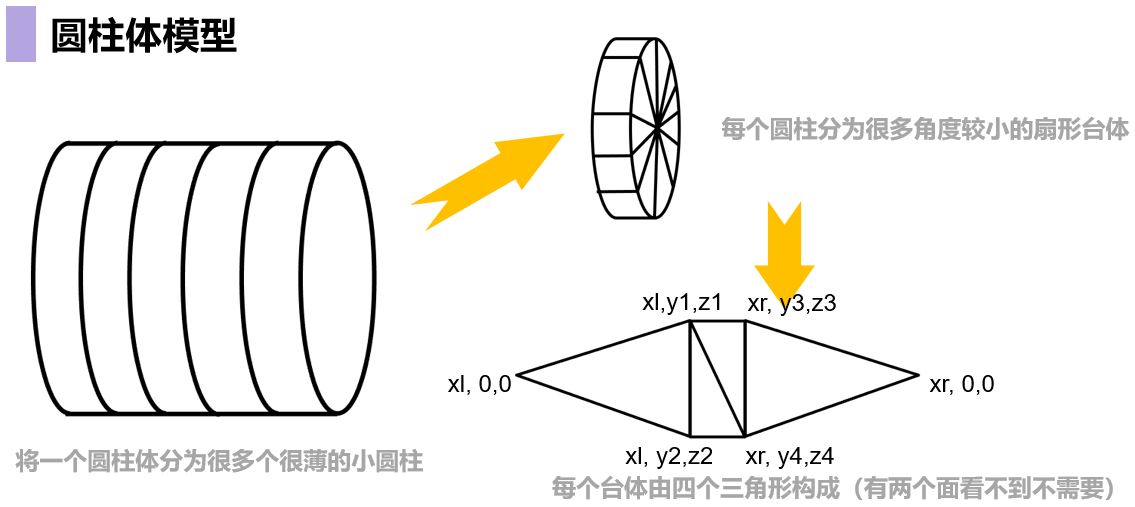 圆柱体模型
每个圆柱分为很多角度较小的扇形台体
xl,y1,z1
xr, y3,z3
xl, 0,0
xr, 0,0
xl, y2,z2
xr, y4,z4
将一个圆柱体分为很多个很薄的小圆柱
每个台体由四个三角形构成（有两个面看不到不需要）